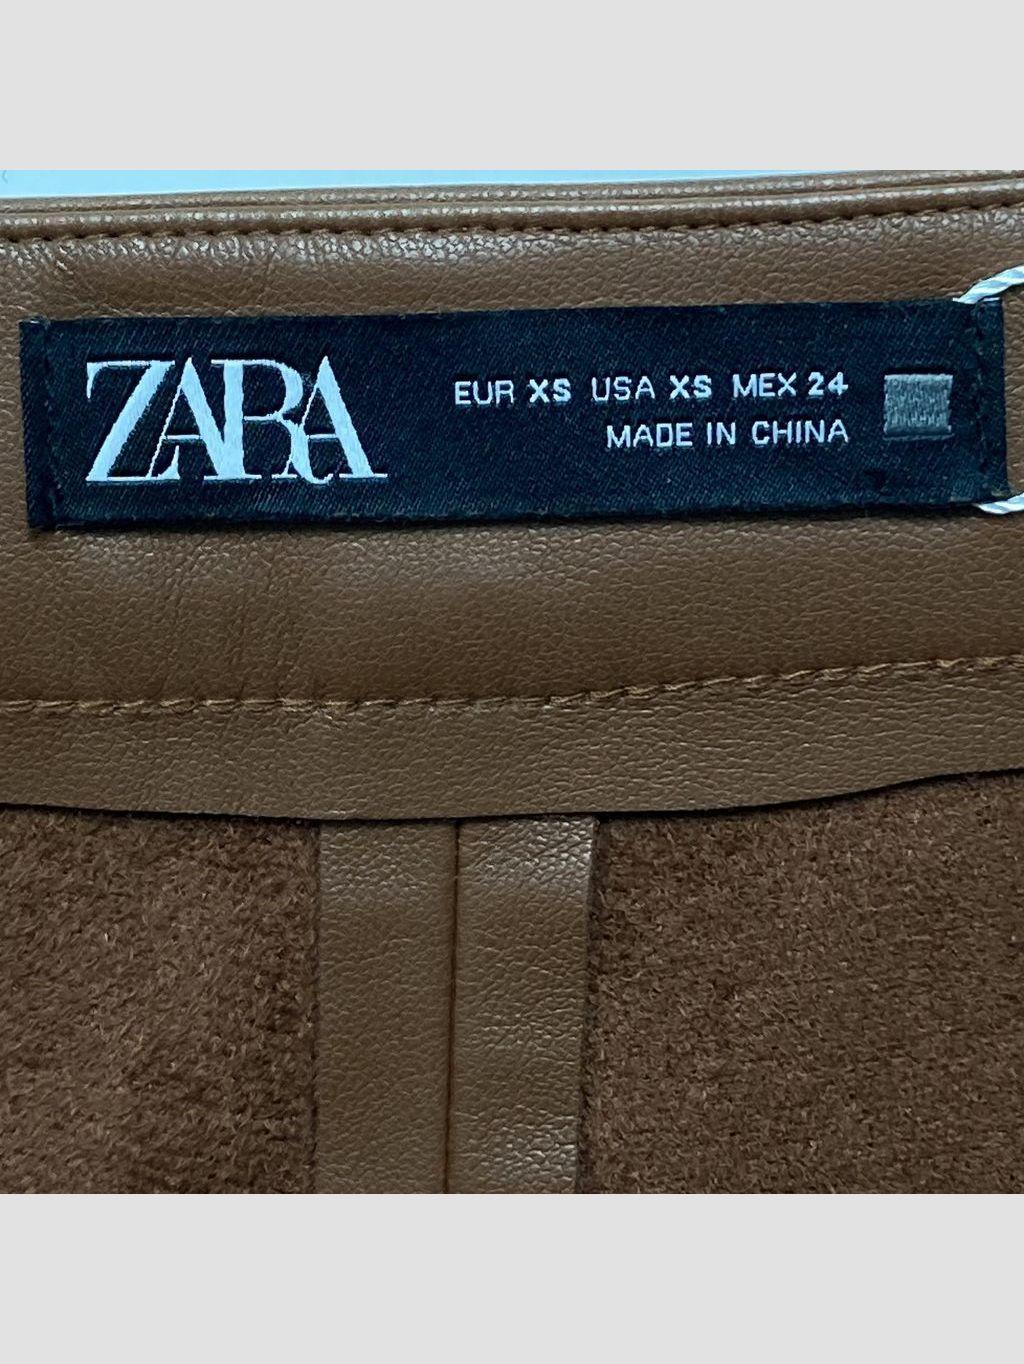 ZARA
EUR XS USA XS MEX 24
MADE IN CHINA